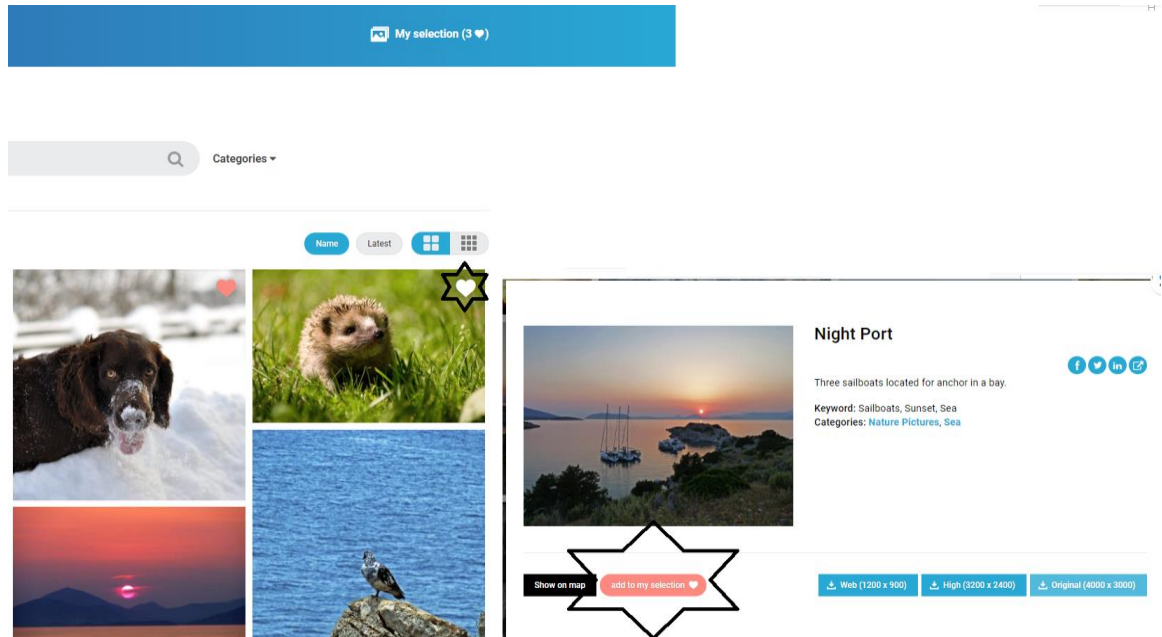 My selection (3 ♥)
Categories
Name
Latest
Night Port
Three sailboats located for anchor in a bay.
Keyword: Sailboats, Sunset, Sea
Categories: Nature Pictures, Sea
Show on map
add to my selection
Web (1200 x 900)
High (3200 x 2400)
Original (4000 x 3000)